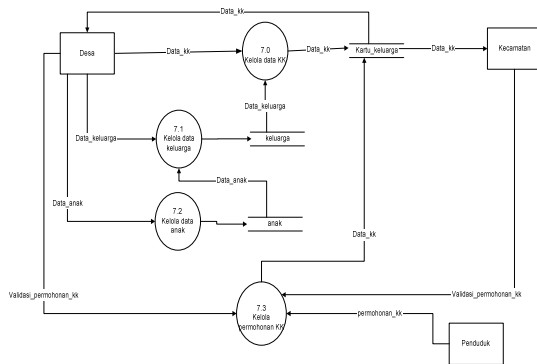 Data_kk
Desa
Data_kk
7.0
Kelola data KK
Data_kk
Kartu_keluarga
Data_kk
Kecamatan
Data_keluarga
Data_keluarga
7.1
Kelola data
keluarga
keluarga
Data_anak
Data_anak
7.2
Kelola data
anak
anak
Data_kk
Validasi_permohonan_kk
7.3
Kelola
permohonan KK
Validasi_permohonan_kk
permohonan_kk
Penduduk